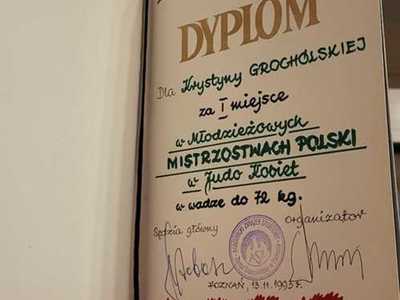 DYPLOM
Dla Krystyny GROCHOLSKIEJ
za I miejsce
w Młodzieżowych
MISTRZOSTWACH POLSKI
w Judo Kobiet
w wadze do 72 kg.
Sędzia główny organizator
POZNAŃ, 13.11.1995 r.